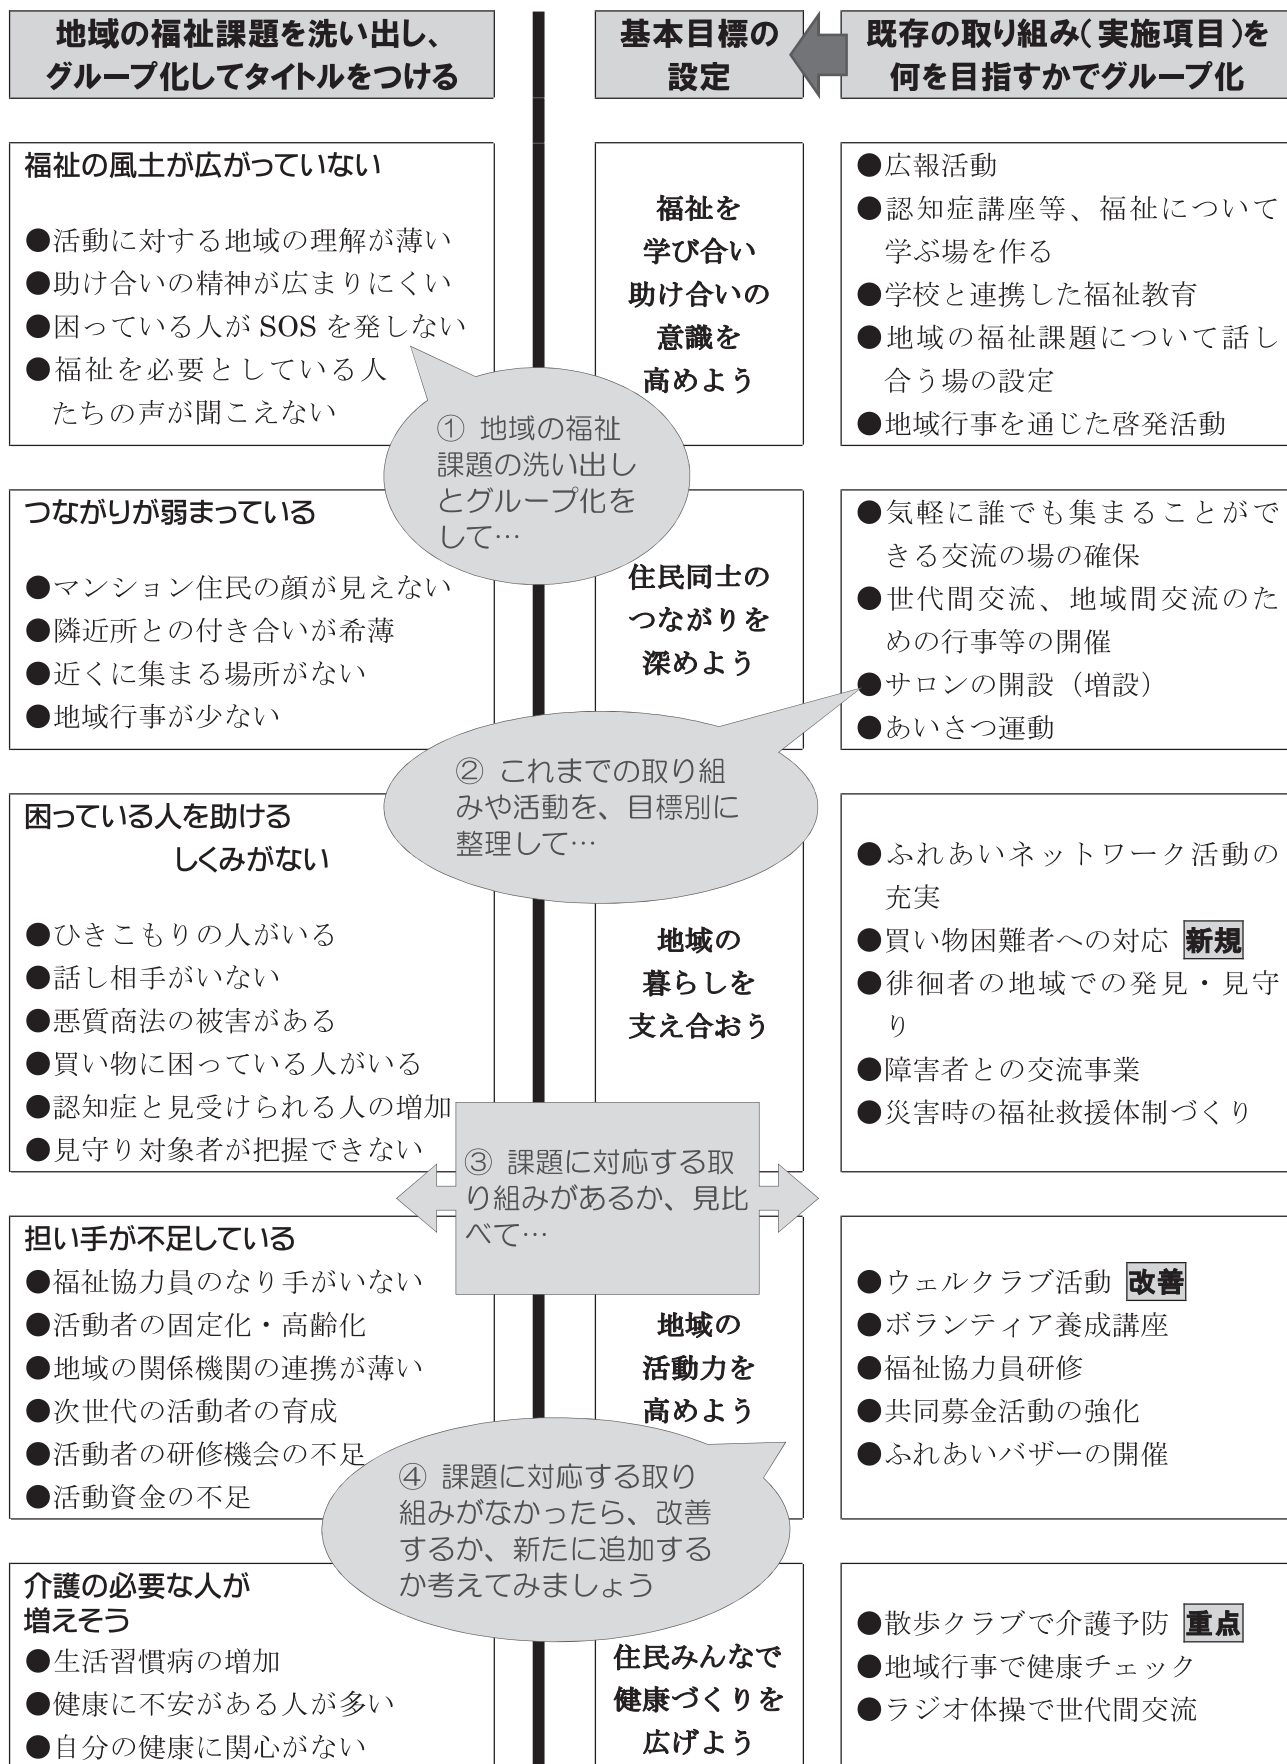 地域の福祉課題を洗い出し、
グループ化してタイトルをつける
基本目標の
設定
既存の取り組み（実施項目）を
何を目指すかでグループ化
福祉の風土が広がっていない
●活動に対する地域の理解が薄い
●助け合いの精神が広まりにくい
●困っている人が SOS を発しない
●福祉を必要としている人
たちの声が聞こえない
① 地域の福祉
課題の洗い出し
とグループ化を
して…
福祉を
学び合い
助け合いの
意識を
高めよう
●広報活動
●認知症講座等、福祉について
学ぶ場を作る
●学校と連携した福祉教育
●地域の福祉課題について話し
合う場の設定
●地域行事を通じた啓発活動
つながりが弱まっている
●マンション住民の顔が見えない
●隣近所との付き合いが希薄
●近くに集まる場所がない
●地域行事が少ない
住民同士の
つながりを
深めよう
●気軽に誰でも集まることがで
きる交流の場の確保
●世代間交流、地域間交流のた
めの行事等の開催
●サロンの開設（増設）
●あいさつ運動
② これまでの取り組
みや活動を、目標別に
整理して…
困っている人を助ける
しくみがない
●ひきこもりの人がいる
●話し相手がいない
●悪質商法の被害がある
●買い物に困っている人がいる
●認知症と見受けられる人の増加
●見守り対象者が把握できない
地域の
暮らしを
支え合おう
●ふれあいネットワーク活動の
充実
●買い物困難者への対応 新規
●徘徊者の地域での発見・見守
り
●障害者との交流事業
●災害時の福祉救援体制づくり
③ 課題に対応する取
り組みがあるか、見比
べて…
担い手が不足している
●福祉協力員のなり手がいない
●活動者の固定化・高齢化
●地域の関係機関の連携が薄い
●次世代の活動者の育成
●活動者の研修機会の不足
●活動資金の不足
地域の
活動力を
高めよう
●ウェルクラブ活動 改善
●ボランティア養成講座
●福祉協力員研修
●共同募金活動の強化
●ふれあいバザーの開催
④ 課題に対応する取り
組みがなかったら、改善
するか、新たに追加する
か考えてみましょう
介護の必要な人が
増えそう
●生活習慣病の増加
●健康に不安がある人が多い
●自分の健康に関心がない
住民みんなで
健康づくりを
広げよう
●散歩クラブで介護予防 重点
●地域行事で健康チェック
●ラジオ体操で世代間交流